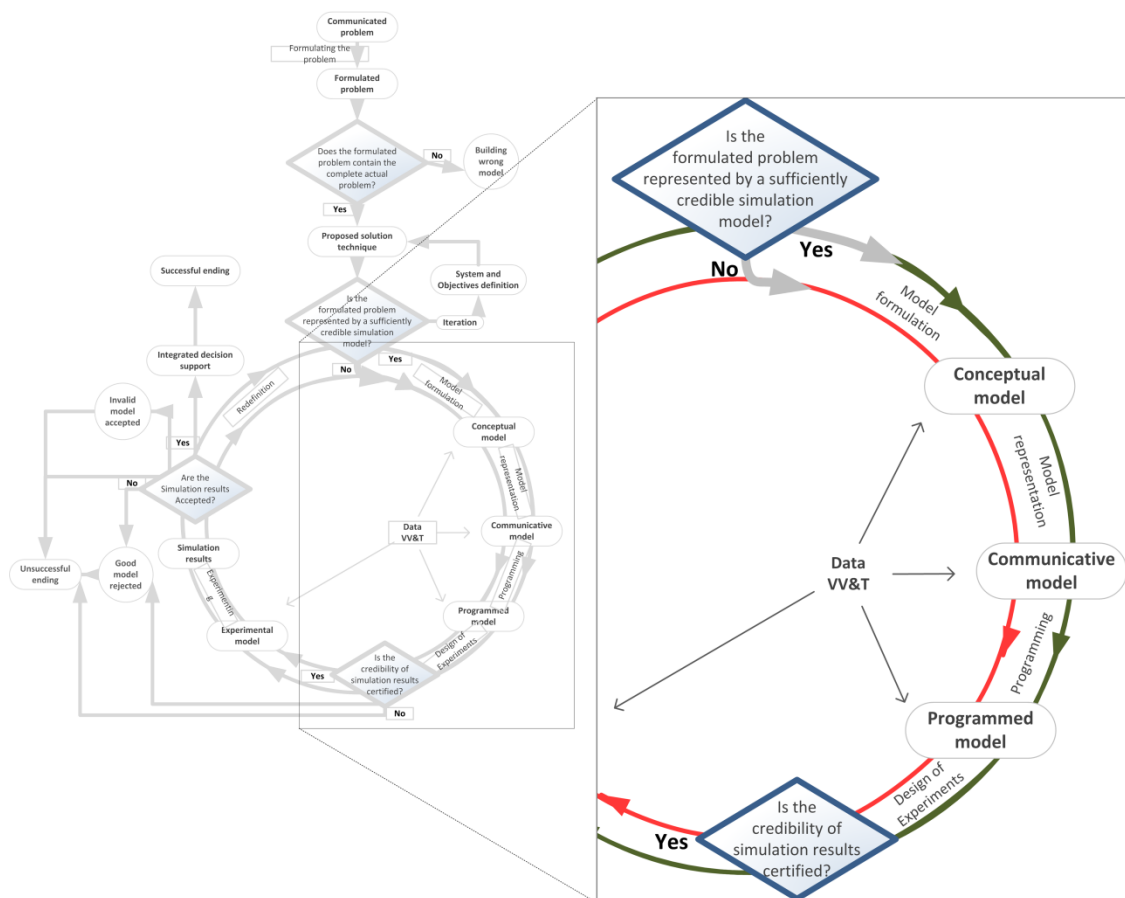 Communicated
problem
Formulating the
problem
Formulated
problem
Does the formulated
problem contain the
complete actual
problem?
No
Building
wrong
model
Yes
Proposed solution
technique
Successful ending
System and
Objectives definition
Is the
formulated problem
represented by a sufficiently
credible simulation
model?
Iteration
Integrated decision
support
Yes
No
Redefinition
Model
formulation
Invalid
model
accepted
Conceptual
model
Yes
No
Are the
Simulation results
Accepted?
Model
representation
Data
VV&T
Communicative
model
Simulation
results
Good
model
rejected
Unsuccessful
ending
Programming
Experimentin
g
Programmed
model
Experimental model
Design of
Experiments
Is the
credibility of
simulation results
certified?
Yes
No
Is the
formulated problem
represented by a sufficiently
credible simulation
model?
Yes
No
Model
formulation
Conceptual
model
Model
representation
Data
VV&T
Communicative
model
Programming
Programmed
model
Design of
Experiments
Is the
credibility of
simulation results
certified?
Yes